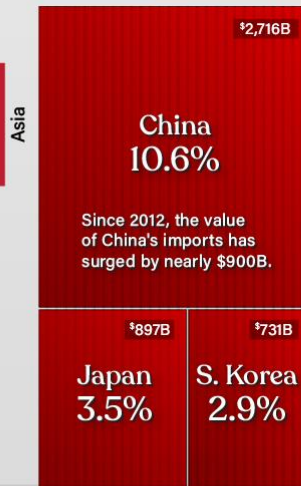 Asia
$2,716B
China
10.6%
Since 2012, the value
of China's imports has
surged by nearly $900B.
$897B
Japan
3.5%
$731B
S. Korea
2.9%